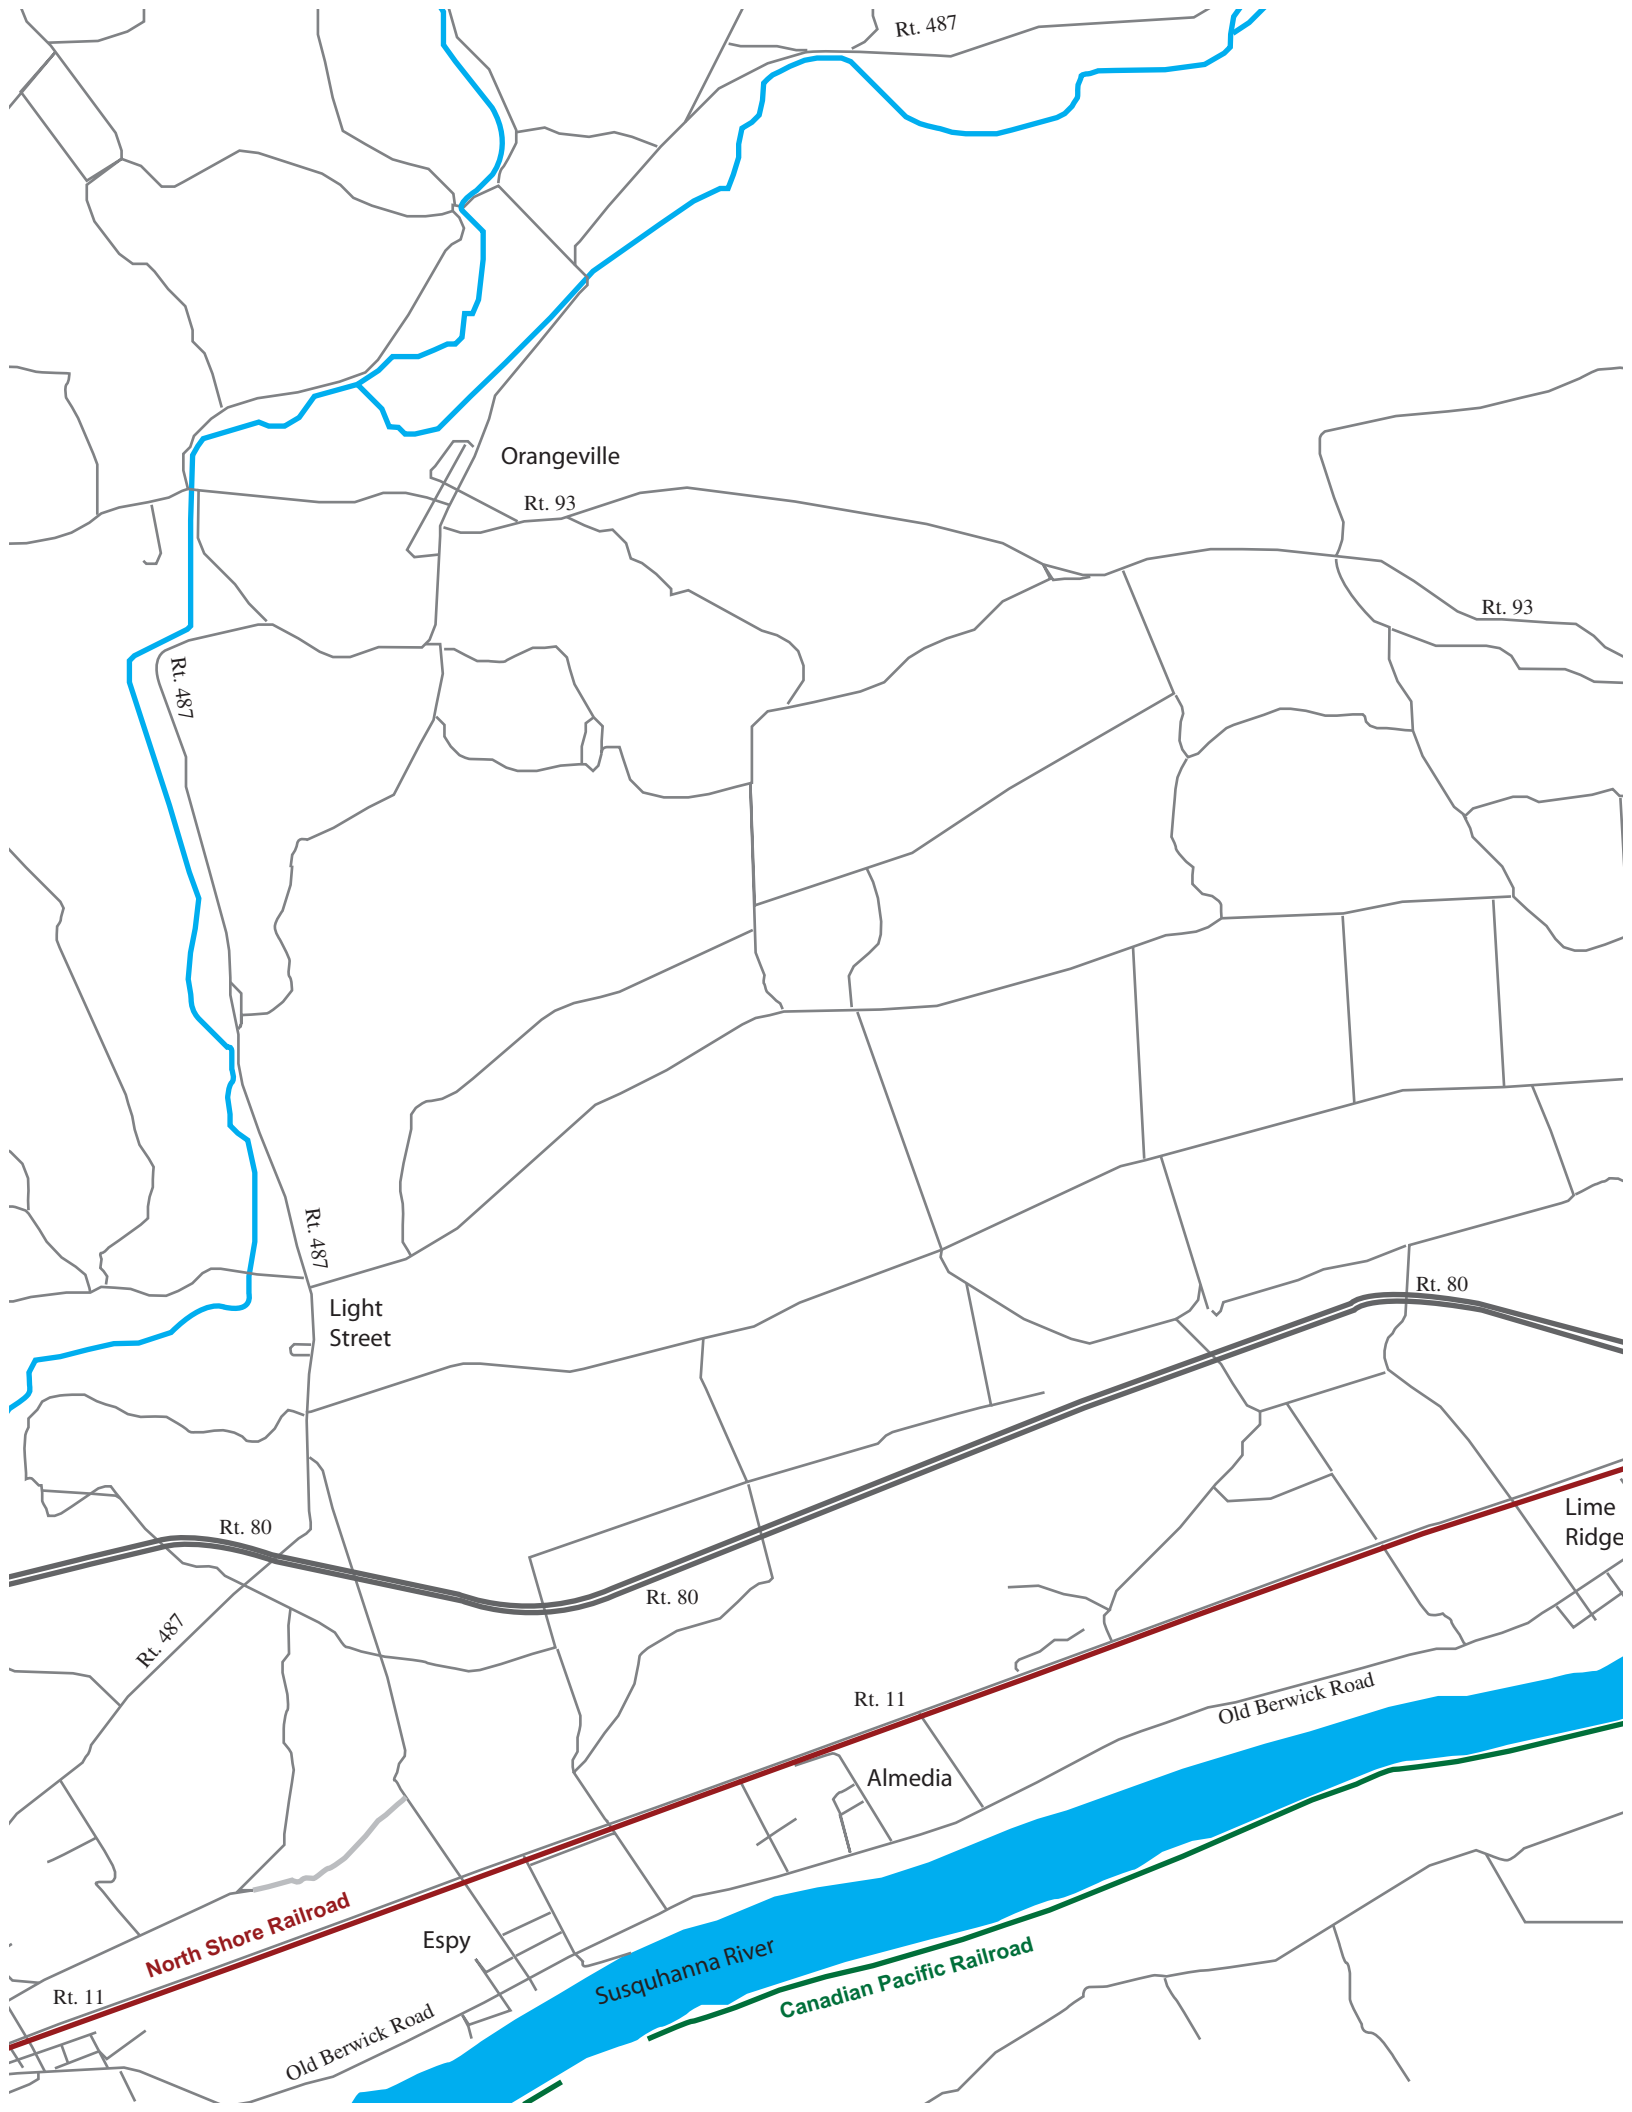 Rt. 487
Orangeville
Rt. 93
Rt. 93
Rt. 487
Rt. 487
Rt. 80
Light
Street
Lime
Ridge
Rt. 80
Rt. 80
Rt. 487
Rt. 11
Old Berwick Road
Almedia
North Shore Railroad
Espy
Susquhanna River
Canadian Pacific Railroad
Rt. 11
Old Berwick Road